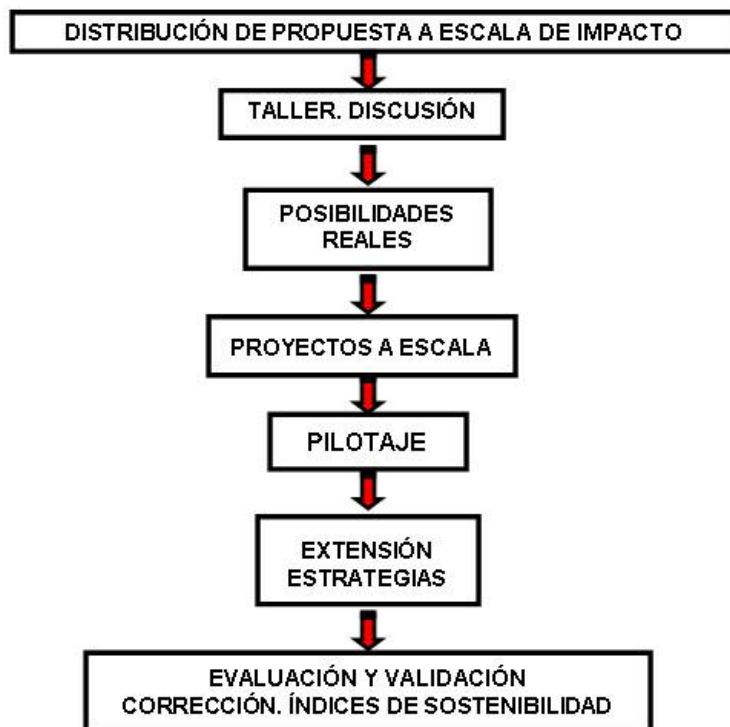 DISTRIBUCIÓN DE PROPUESTA A ESCALA DE IMPACTO
TALLER. DISCUSIÓN
POSIBILIDADES
REALES
PROYECTOS A ESCALA
PILOTAJE
EXTENSIÓN
ESTRATEGIAS
EVALUACIÓN Y VALIDACIÓN
CORRECCIÓN. ÍNDICES DE SOSTENIBILIDAD